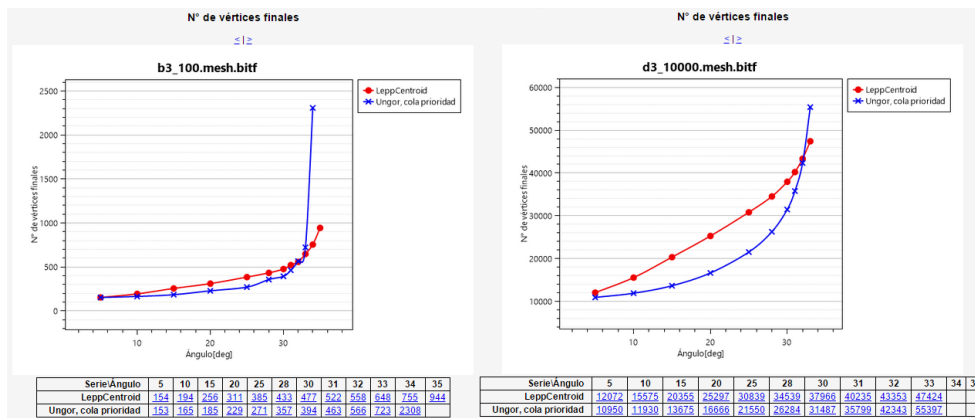 N° de vértices finales
< | >
b3_100.mesh.bitf
2500
2000
1500
1000
500
0
N° de vértices finales
10 20 30
Ángulo[deg]
LeppCentroid
Ungor, cola prioridad
Serie\Ángulo 5 10 15 20 25 28 30 31 32 33 34 35
LeppCentroid 154 194 256 311 385 433 477 522 558 648 755 944
Ungor, cola prioridad 153 165 185 229 271 357 394 463 566 723 2308
N° de vértices finales
< | >
d3_10000.mesh.bitf
60000
50000
40000
30000
20000
10000
N° de vértices finales
10 20 30
Ángulo[deg]
LeppCentroid
Ungor, cola prioridad
Serie\Ángulo 5 10 15 20 25 28 30 31 32 33 34
LeppCentroid 12072 15575 20355 25297 30839 34539 37966 40235 43353 47424
Ungor, cola prioridad 10950 11930 13675 16666 21550 26284 31487 35799 42343 55397